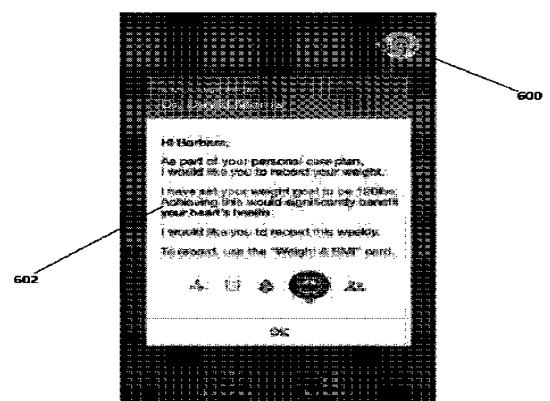 600
Hi Barbara,
As part of your personal care plan,
I would like you to record your weight.
I have set your weight goal to be
Achieving this would significantly benefit
your heart's health.
I would like you to record this weekly.
To record, use the "Weight & BMI" card.
602
OK